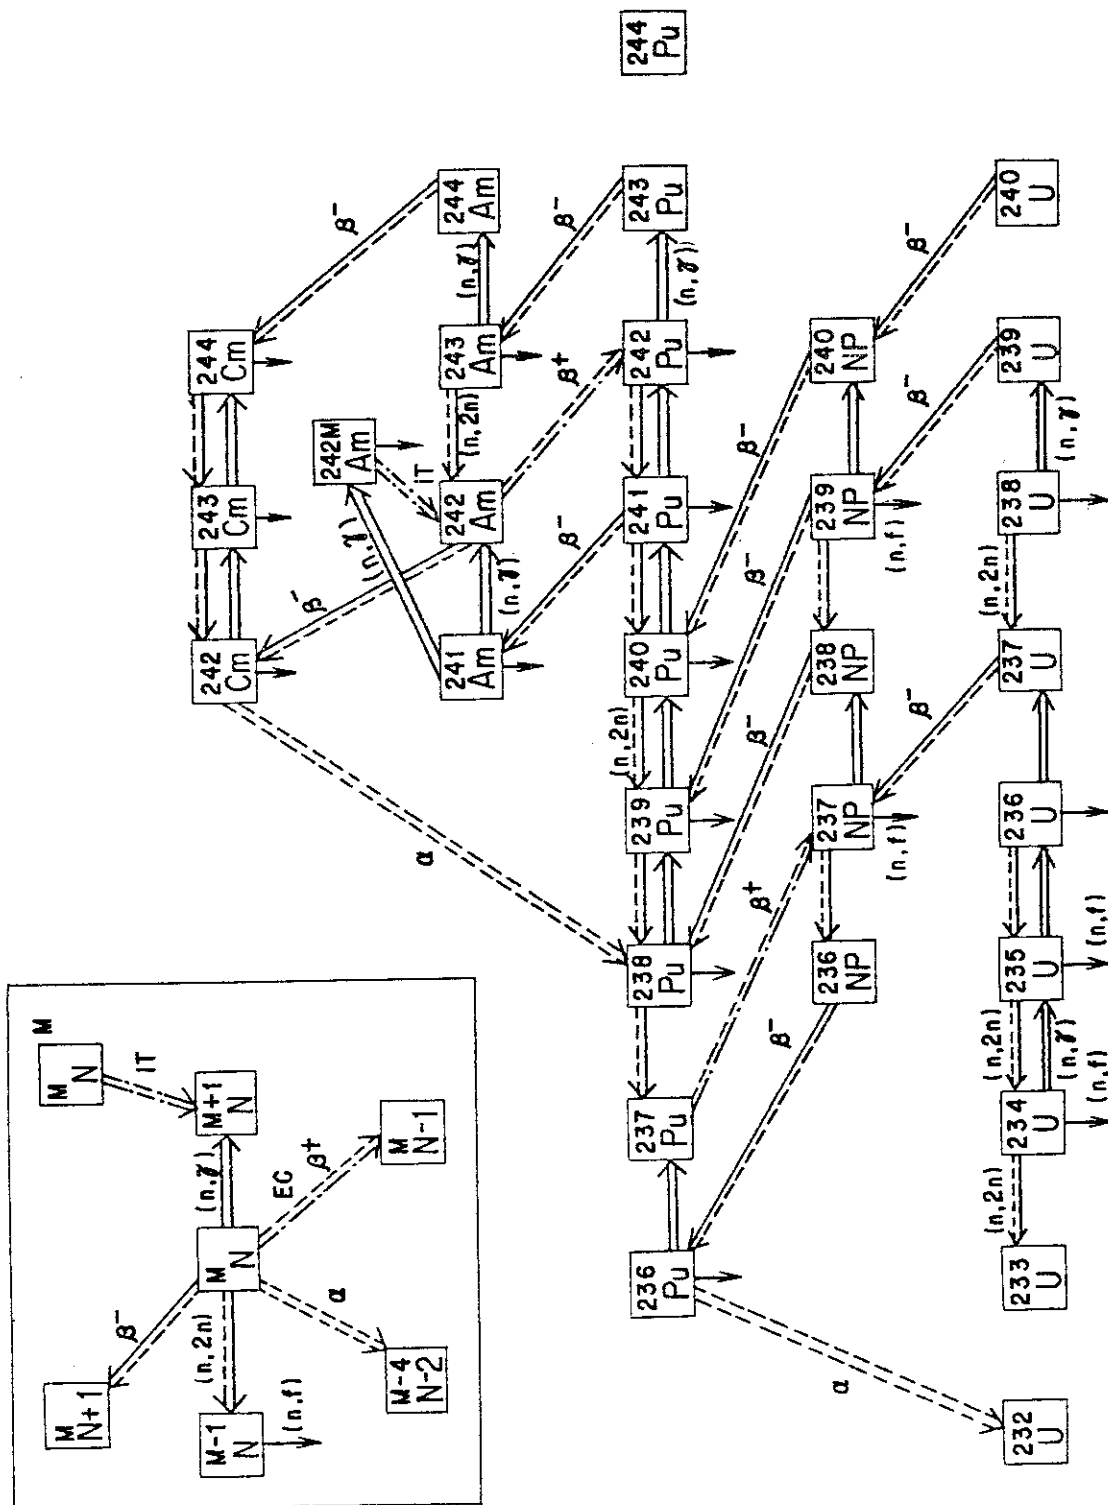 M
N+1
β⁻
M
N
M
IT
(n,2n)
(n,γ)
M-1
N
M
N
M+1
N
(n,f)
α
EC
β⁺
M-4
N-2
M
N-1
242
Cm
243
Cm
244
Cm
β⁻
β⁻
(n,γ)
242M
Am
IT
α
241
Am
(n,γ)
242
Am
(n,2n)
243
Am
(n,γ)
244
Am
β⁻
β⁺
β⁻
236
Pu
237
Pu
238
Pu
239
Pu
(n,2n)
240
Pu
241
Pu
242
Pu
(n,γ)
243
Pu
244
Pu
α
β⁻
β⁺
β⁻
β⁻
β⁻
236
NP
237
NP
(n,f)
238
NP
239
NP
(n,f)
240
NP
β⁻
β⁻
β⁻
232
U
233
U
(n,2n)
234
U
(n,2n)
(n,γ)
235
U
236
U
237
U
(n,2n)
238
U
(n,γ)
239
U
240
U
(n,f)
(n,f)